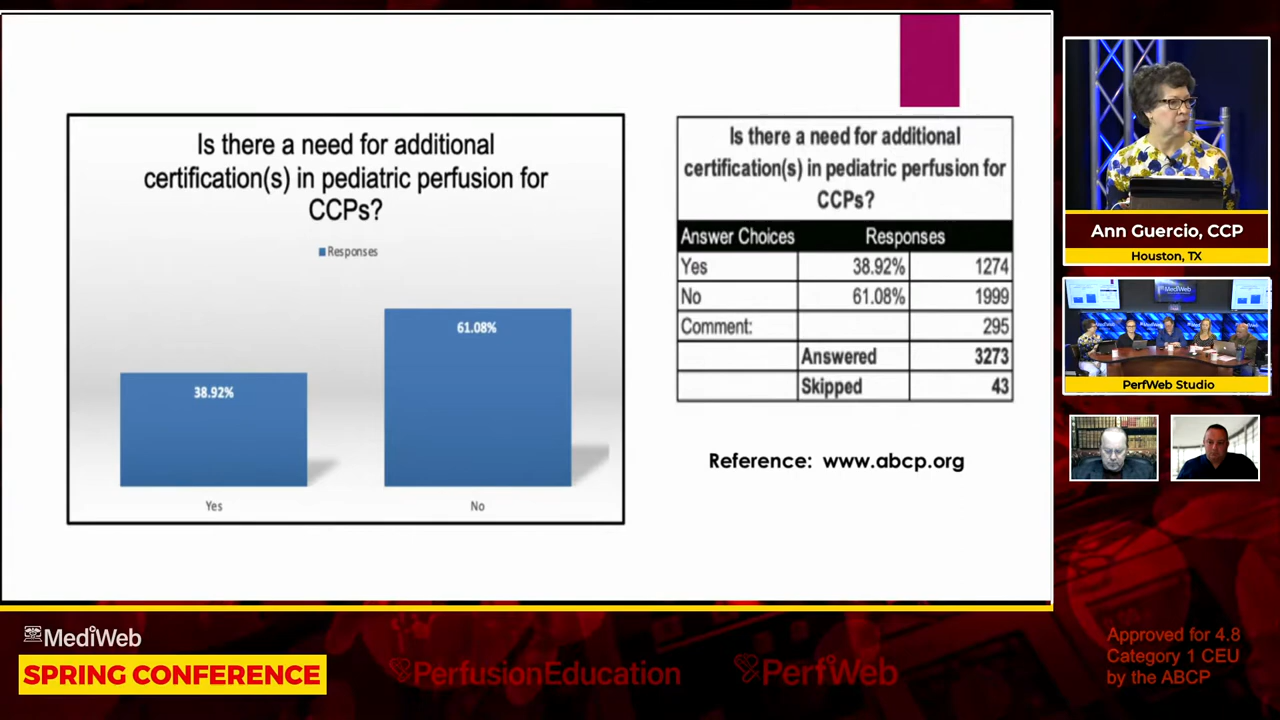 Is there a need for additional
certification(s) in pediatric perfusion for
CCPs?
Responses
38.92%
61.08%
Yes
No
Is there a need for additional
certification(s) in pediatric perfusion for
CCPs?
Answer Choices Responses
Yes 38.92% 1274
No 61.08% 1999
Comment: 295
Answered 3273
Skipped 43
Reference: www.abcp.org
Ann Guercio, CCP
Houston, TX
MediWeb
PerfWeb Studio
MediWeb
SPRING CONFERENCE
PerfusionEducation
PerfWeb
Approved for 4.8
Category 1 CEU
by the ABCP